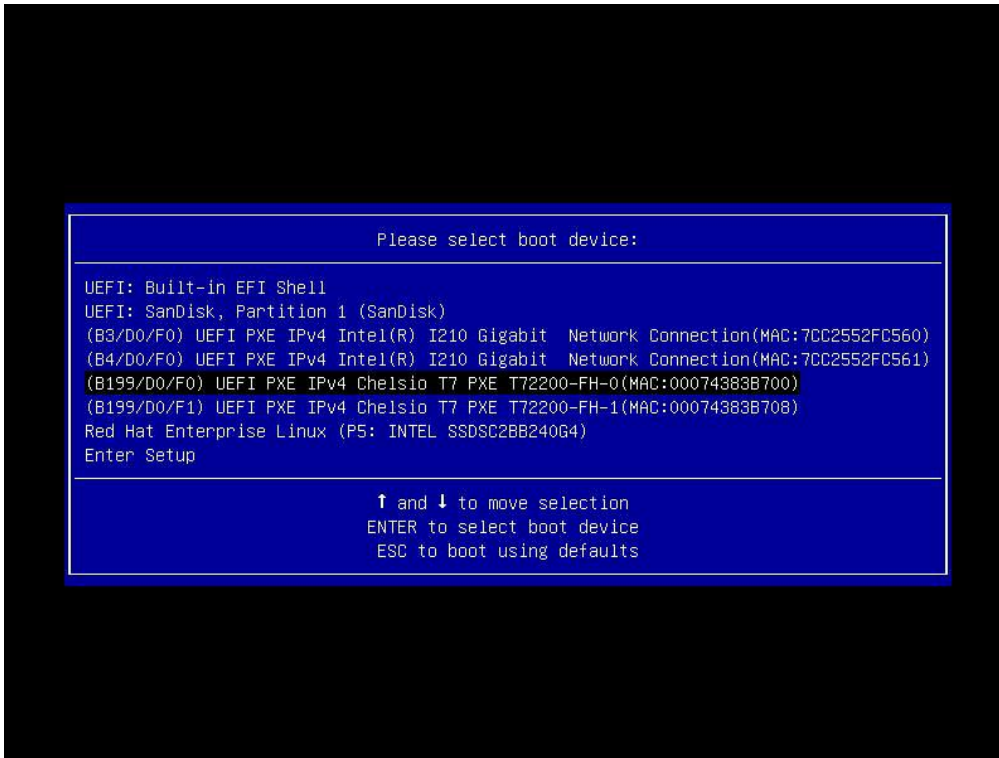 Please select boot device:
UEFI: Built-in EFI Shell
UEFI: SanDisk, Partition 1 (SanDisk)
(B3/D0/F0) UEFI PXE IPv4 Intel(R) I210 Gigabit  Network Connection(MAC:7CC2552FC560)
(B4/D0/F0) UEFI PXE IPv4 Intel(R) I210 Gigabit  Network Connection(MAC:7CC2552FC561)
(B199/D0/F0) UEFI PXE IPv4 Chelsio T7 PXE T72200-FH-0(MAC:00074383B700)
(B199/D0/F1) UEFI PXE IPv4 Chelsio T7 PXE T72200-FH-1(MAC:00074383B708)
Red Hat Enterprise Linux (P5: INTEL SSDSC2BB240G4)
Enter Setup
↑ and ↓ to move selection
ENTER to select boot device
ESC to boot using defaults